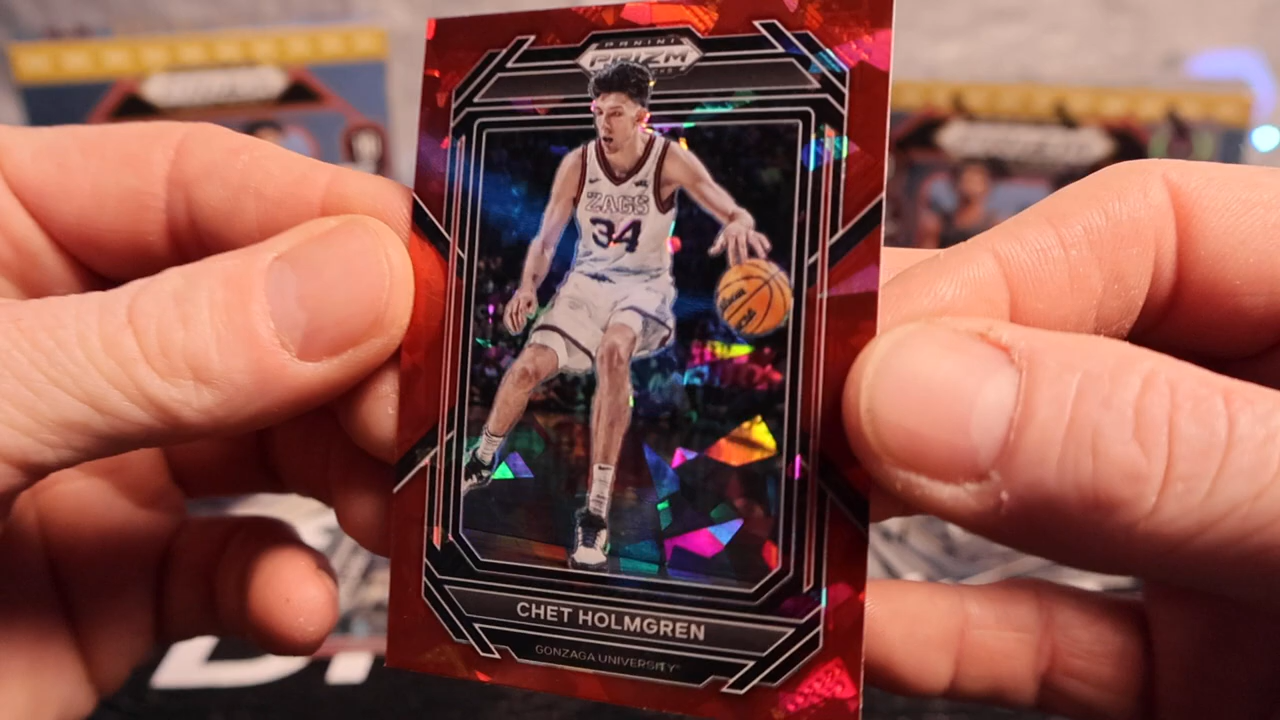 PANINI
PRIZM
ZAGS
34
CHET HOLMGREN
GONZAGA UNIVERSITY